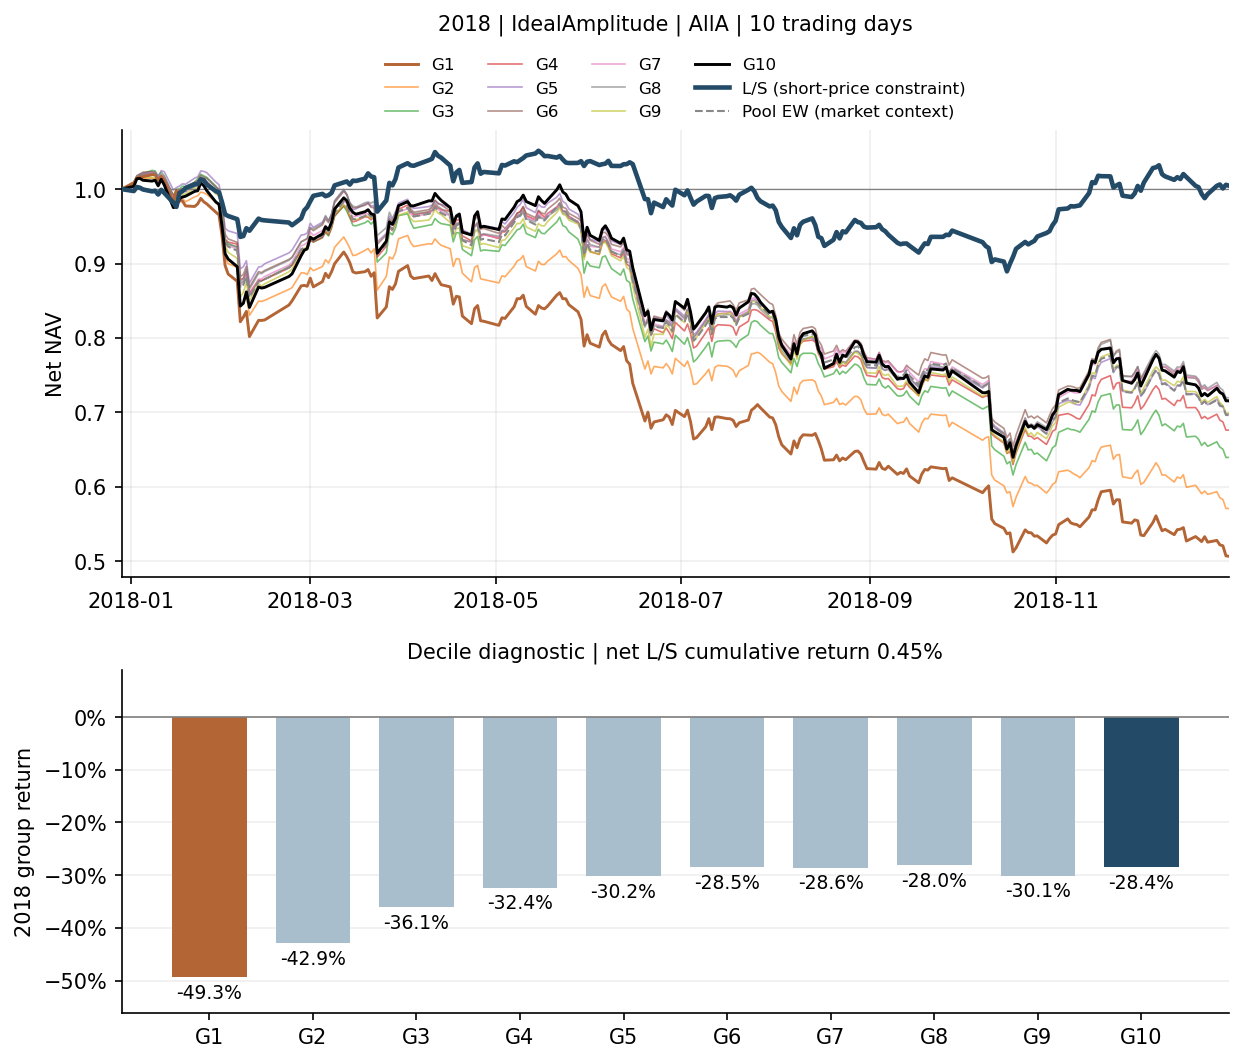 2018 | IdealAmplitude | AllA | 10 trading days
G1 G4 G7 G10
G2 G5 G8 L/S (short-price constraint)
G3 G6 G9 Pool EW (market context)
Net NAV
1.0
0.9
0.8
0.7
0.6
0.5
2018-01 2018-03 2018-05 2018-07 2018-09 2018-11
Decile diagnostic | net L/S cumulative return 0.45%
2018 group return
0%
−10%
−20%
−30%
−40%
−50%
-49.3% -42.9% -36.1% -32.4% -30.2% -28.5% -28.6% -28.0% -30.1% -28.4%
G1 G2 G3 G4 G5 G6 G7 G8 G9 G10